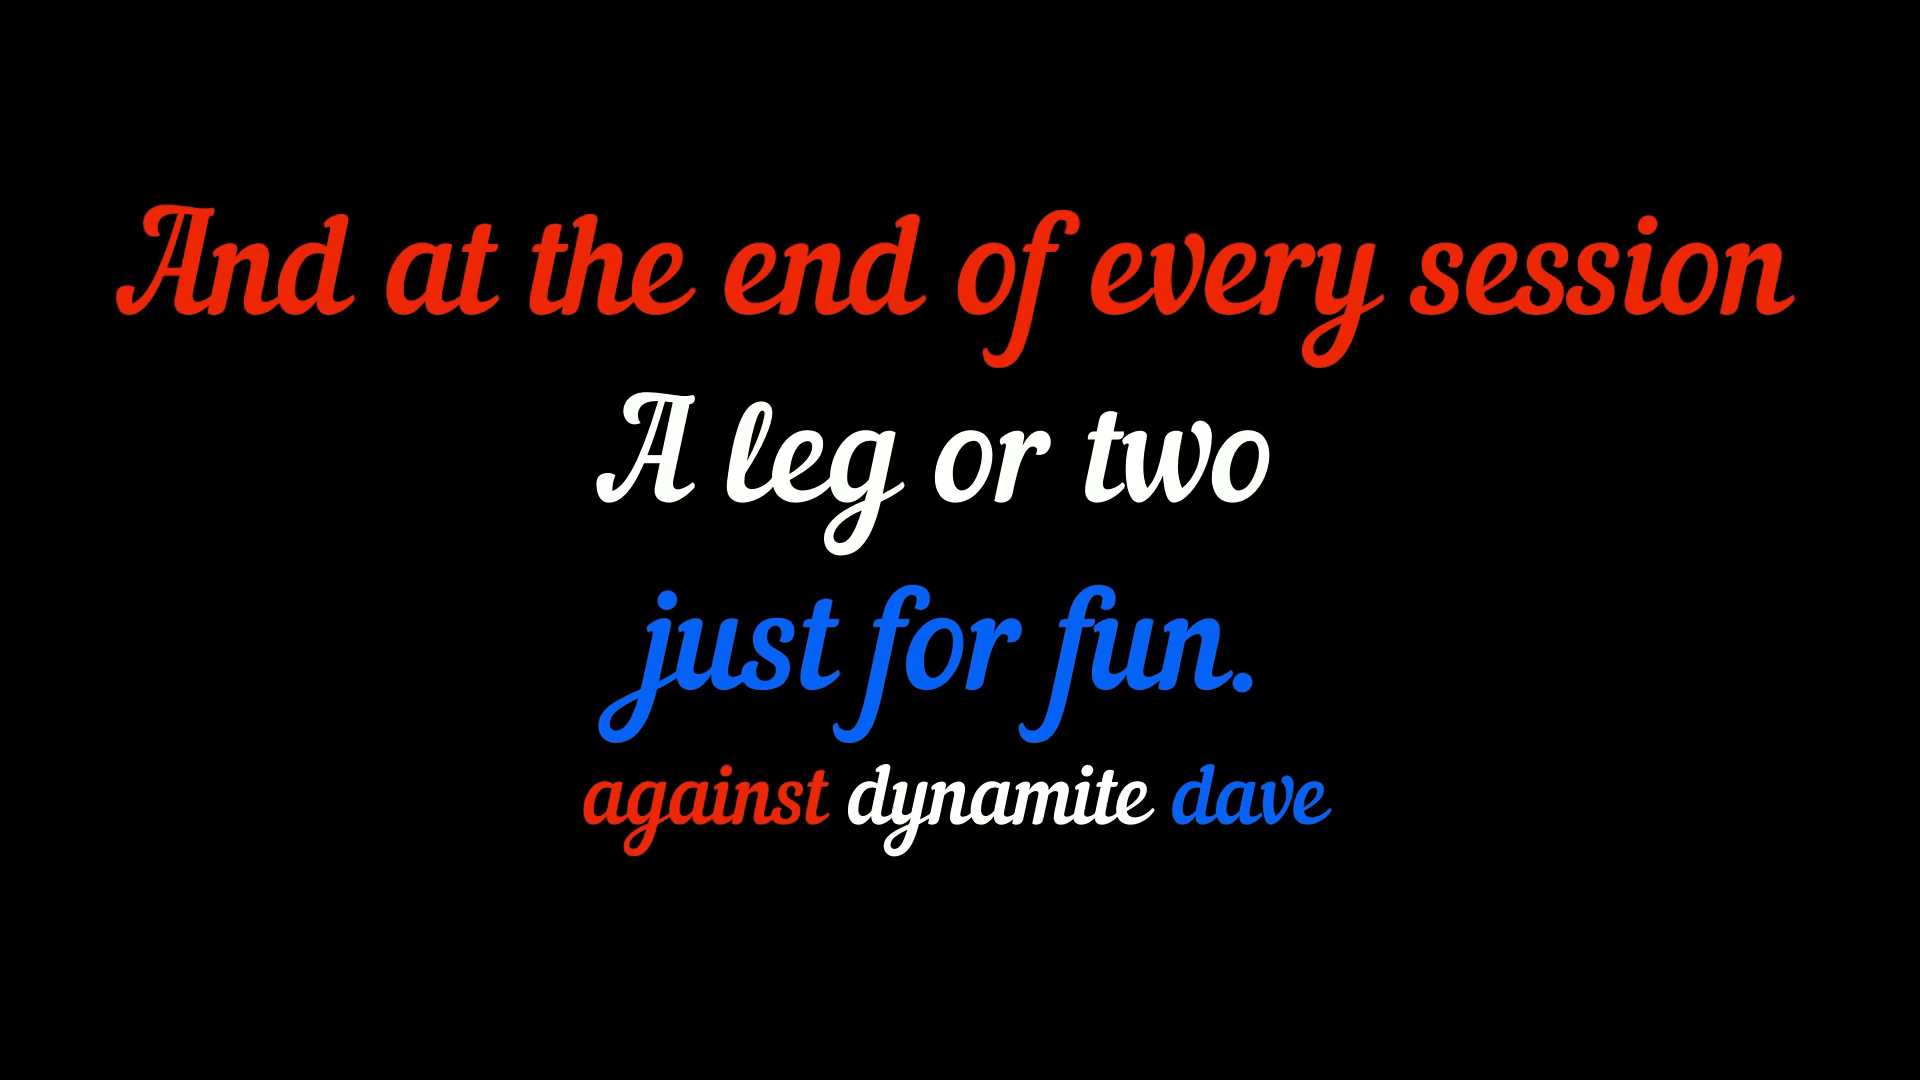 And at the end of every session
A leg or two
just for fun.
against dynamite dave